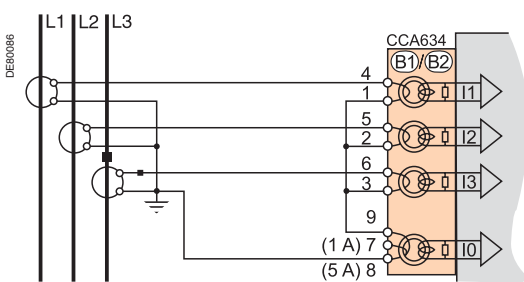 L1 L2 L3
DE80086
CCA634
B1/B2
4
1
I1
5
2
I2
6
3
I3
9
(1 A) 7
(5 A) 8
I0